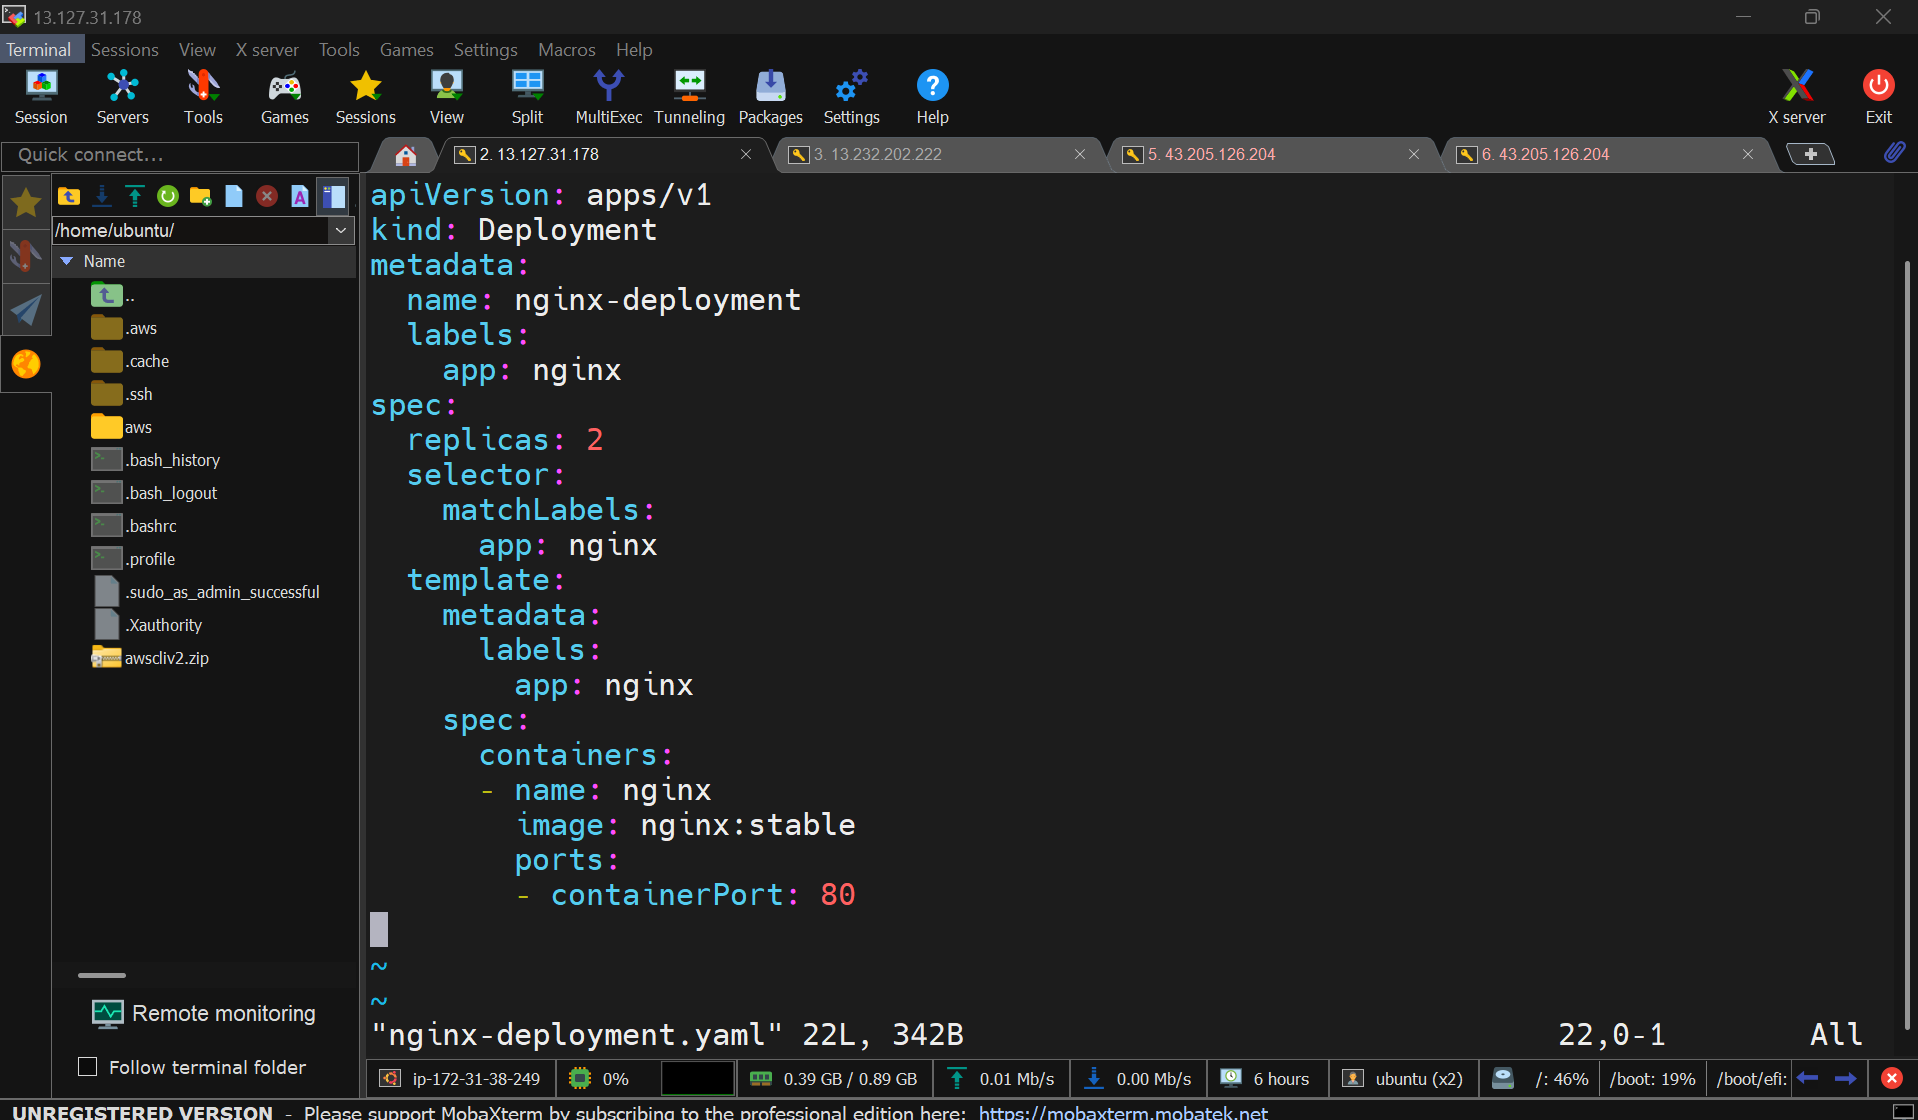 13.127.31.178
Terminal Sessions View X server Tools Games Settings Macros Help
Session Servers Tools Games Sessions View Split MultiExec Tunneling Packages Settings Help X server Exit
Quick connect...
2. 13.127.31.178
3. 13.232.202.222
5. 43.205.126.204
6. 43.205.126.204
/home/ubuntu/
Name
..
.aws
.cache
.ssh
aws
.bash_history
.bash_logout
.bashrc
.profile
.sudo_as_admin_successful
.Xauthority
awscliv2.zip
Remote monitoring
Follow terminal folder
apiVersion: apps/v1
kind: Deployment
metadata:
  name: nginx-deployment
  labels:
    app: nginx
spec:
  replicas: 2
  selector:
    matchLabels:
      app: nginx
  template:
    metadata:
      labels:
        app: nginx
    spec:
      containers:
      - name: nginx
        image: nginx:stable
        ports:
        - containerPort: 80
~
~
"nginx-deployment.yaml" 22L, 342B 22,0-1 All
ip-172-31-38-249 0% 0.39 GB / 0.89 GB 0.01 Mb/s 0.00 Mb/s 6 hours ubuntu (x2) /: 46% /boot: 19% /boot/efi:
UNREGISTERED VERSION - Please support MobaXterm by subscribing to the professional edition here: https://mobaxterm.mobatek.net